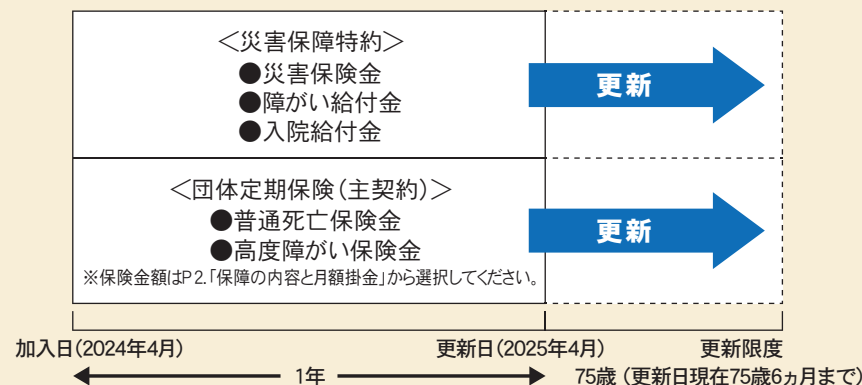 ＜災害保障特約＞
●災害保険金
●障がい給付金
●入院給付金
更新
＜団体定期保険（主契約）＞
●普通死亡保険金
●高度障がい保険金
※保険金額はP2.「保障の内容と月額掛金」から選択してください。
更新
加入日（2024年4月） 更新日（2025年4月） 更新限度
1年 75歳（更新日現在75歳6ヵ月まで）